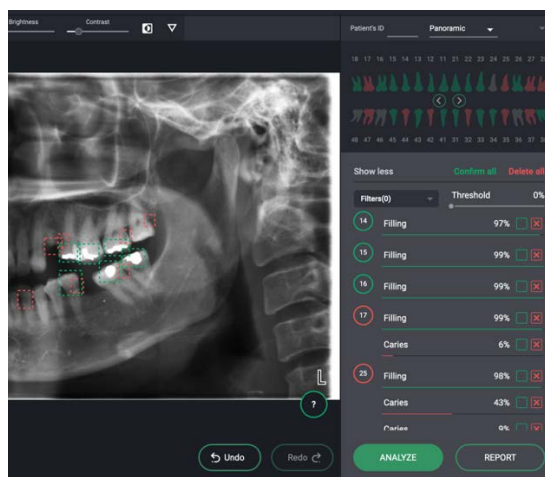 Brightness Contrast
Patient's ID Panoramic
18 17 16 15 14 13 12 11 21 22 23 24 25 26 27
48 47 46 45 44 43 42 41 31 32 33 34 35 36
Show less Confirm all Delete all
Filters(0) Threshold 0%
14 Filling 97%
15 Filling 99%
16 Filling 99%
17 Filling 99%
Caries 6%
25 Filling 98%
Caries 43%
Caries 9%
L
?
Undo Redo ANALYZE REPORT